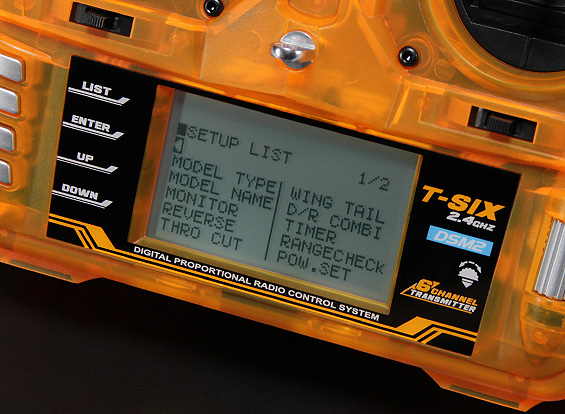 LIST
ENTER
UP
DOWN
SETUP LIST
1/2
MODEL TYPE
MODEL NAME
MONITOR
REVERSE
THRO CUT
WING TAIL
D/R COMBI
TIMER
RANGECHECK
POW.SET
T-SIX
2.4GHZ
DSM2
6 CHANNEL
TRANSMITTER
DIGITAL PROPORTIONAL RADIO CONTROL SYSTEM